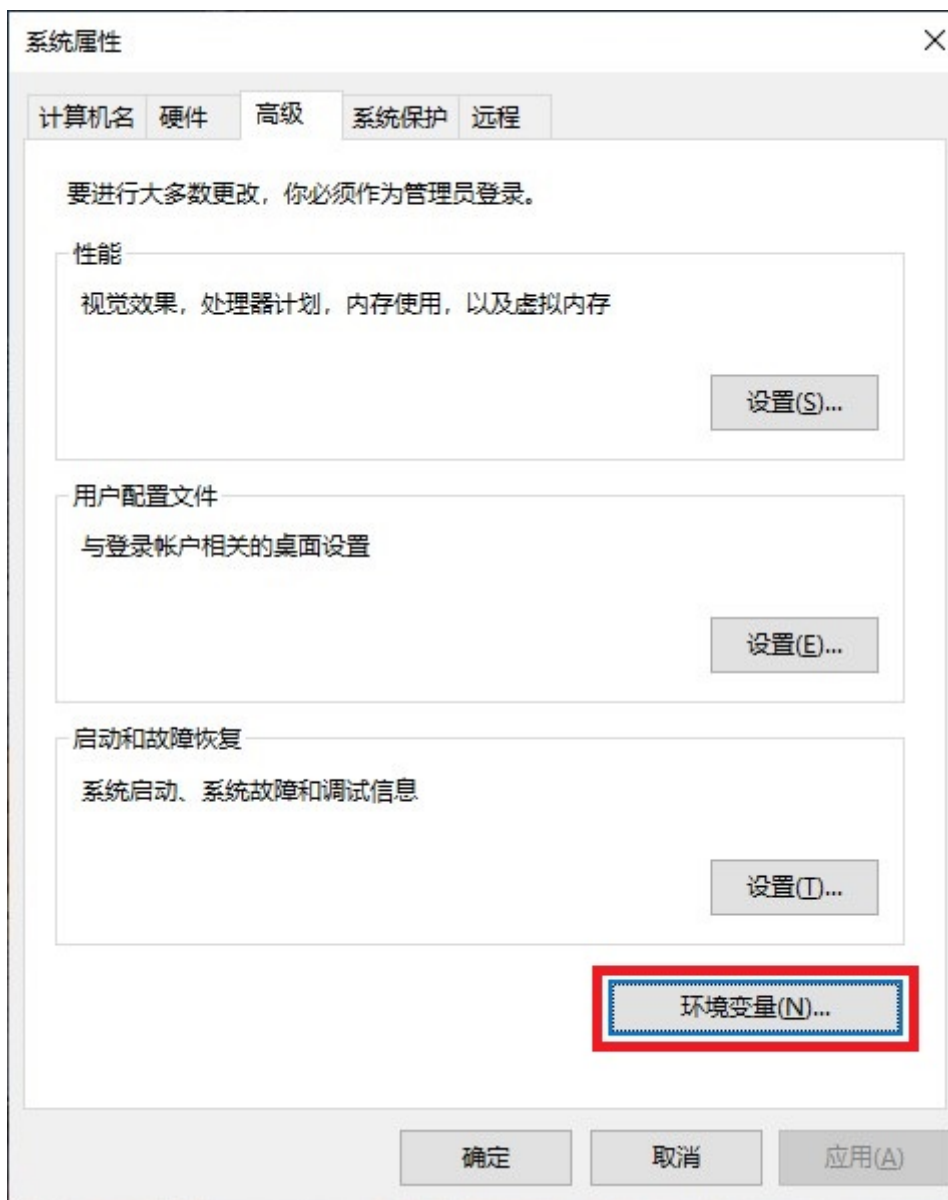 系统属性
计算机名 硬件 高级 系统保护 远程
要进行大多数更改，你必须作为管理员登录。
性能
视觉效果，处理器计划，内存使用，以及虚拟内存
设置(S)...
用户配置文件
与登录帐户相关的桌面设置
设置(E)...
启动和故障恢复
系统启动、系统故障和调试信息
设置(T)...
环境变量(N)...
确定 取消 应用(A)